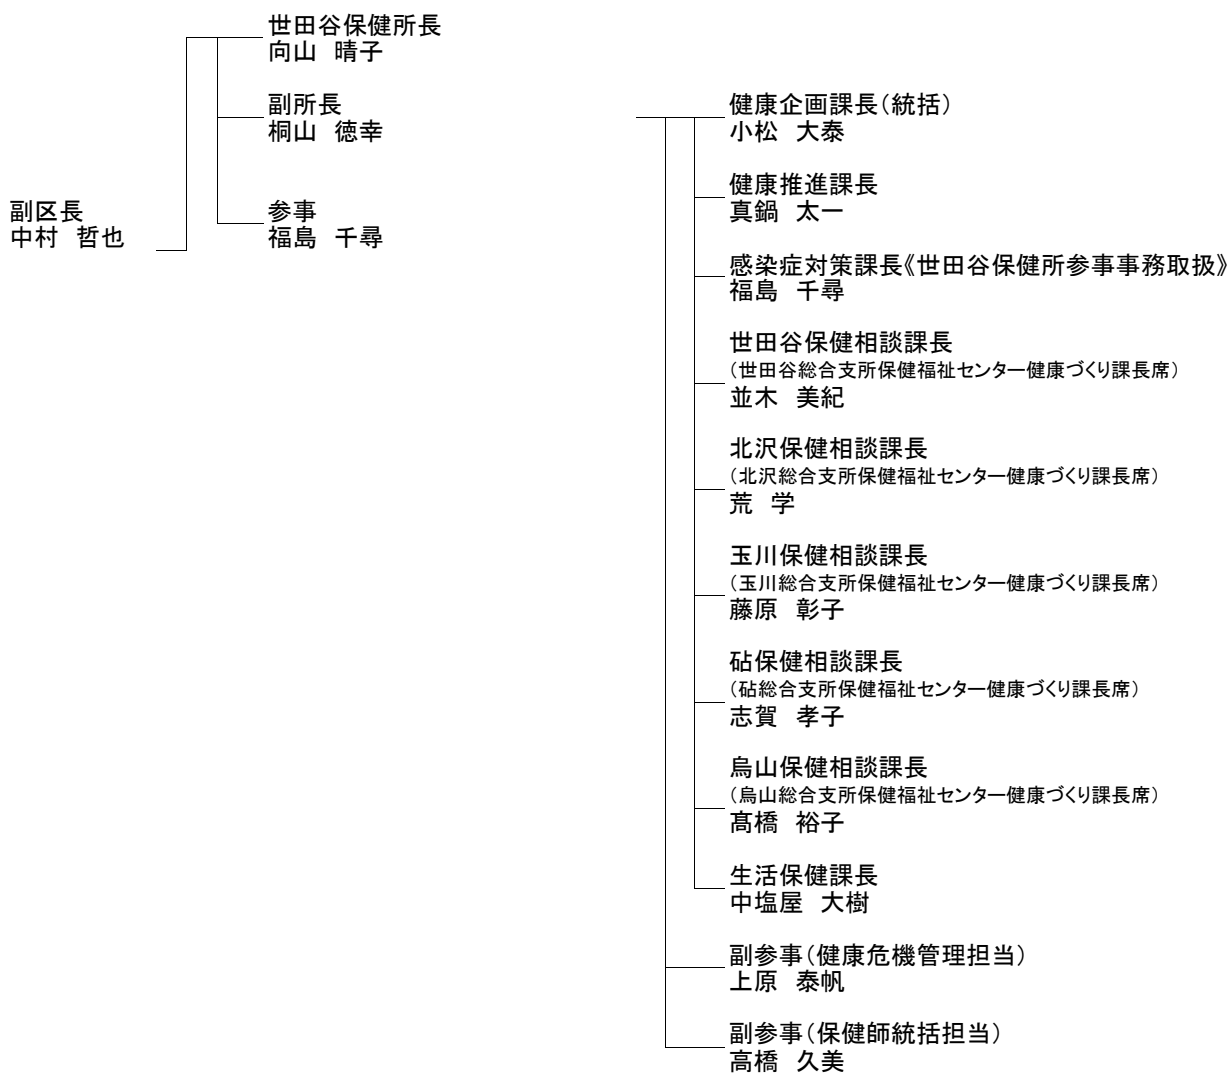 世田谷保健所長
向山　晴子
副所長
桐山　徳幸
副区長
中村　哲也
参事
福島　千尋
健康企画課長（統括）
小松　大泰
健康推進課長
真鍋　太一
感染症対策課長《世田谷保健所参事事務取扱》
福島　千尋
世田谷保健相談課長
（世田谷総合支所保健福祉センター健康づくり課長席）
並木　美紀
北沢保健相談課長
（北沢総合支所保健福祉センター健康づくり課長席）
荒　学
玉川保健相談課長
（玉川総合支所保健福祉センター健康づくり課長席）
藤原　彰子
砧保健相談課長
（砧総合支所保健福祉センター健康づくり課長席）
志賀　孝子
烏山保健相談課長
（烏山総合支所保健福祉センター健康づくり課長席）
髙橋　裕子
生活保健課長
中塩屋　大樹
副参事（健康危機管理担当）
上原　泰帆
副参事（保健師統括担当）
高橋　久美